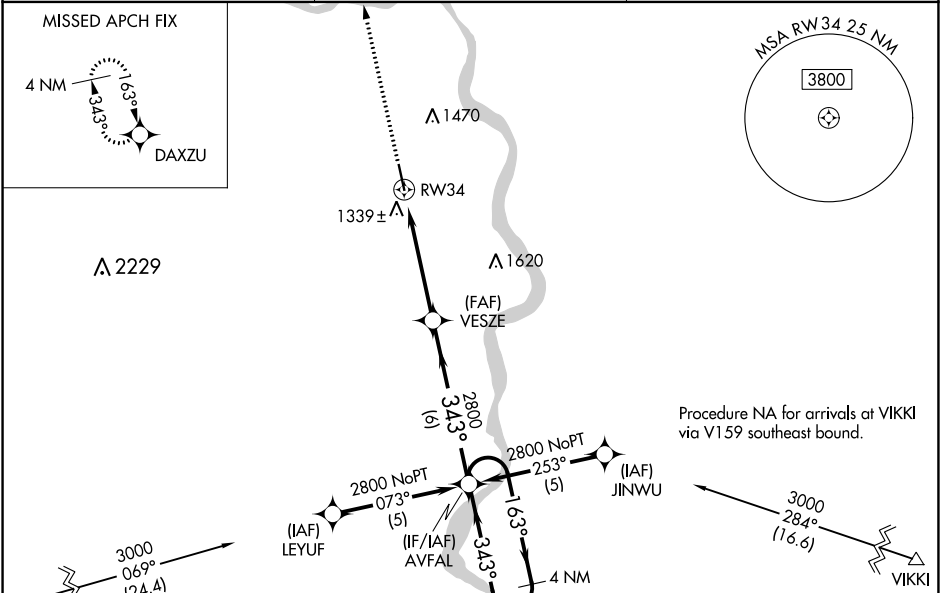 MISSED APCH FIX
4 NM
343°
163°
DAXZU
MSA RW34 25 NM
3800
1470
RW34
1339±
2229
1620
(FAF)
VESZE
2800
343°
(6)
Procedure NA for arrivals at VIKKI
via V159 southeast bound.
2800 NoPT
253°
(5)
(IAF)
JINWU
2800 NoPT
073°
(5)
(IAF)
LEYUF
(IF/IAF)
AVFAL
163°
343°
4 NM
3000
284°
(16.6)
VIKKI
3000
069°
(24.4)